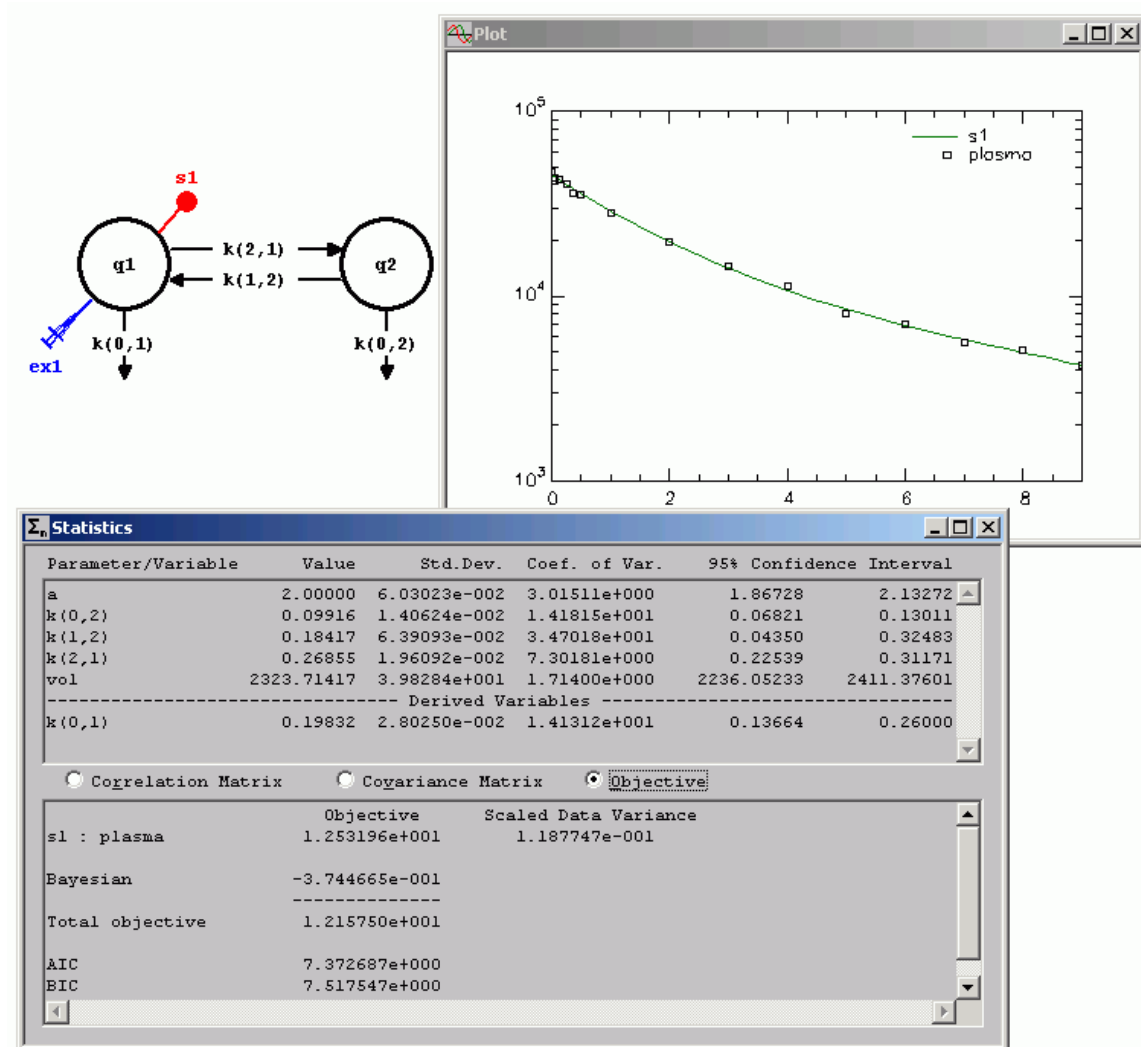 Plot
10^5
s1
plasma
10^4
10^3
0 2 4 6 8
s1
q1
k(2,1)
k(1,2)
q2
k(0,1)
k(0,2)
ex1
Σn Statistics
Parameter/Variable Value Std.Dev. Coef. of Var. 95% Confidence Interval
a 2.00000 6.03023e-002 3.01511e+000 1.86728 2.13272
k(0,2) 0.09916 1.40624e-002 1.41815e+001 0.06821 0.13011
k(1,2) 0.18417 6.39093e-002 3.47018e+001 0.04350 0.32483
k(2,1) 0.26855 1.96092e-002 7.30181e+000 0.22539 0.31171
vol 2323.71417 3.98284e+001 1.71400e+000 2236.05233 2411.37601
---------------------------------- Derived Variables ----------------------------------
k(0,1) 0.19832 2.80250e-002 1.41312e+001 0.13664 0.26000
Correlation Matrix Covariance Matrix Objective
Objective Scaled Data Variance
s1 : plasma 1.253196e+001 1.187747e-001
Bayesian -3.744665e-001
-------------
Total objective 1.215750e+001
AIC 7.372687e+000
BIC 7.517547e+000